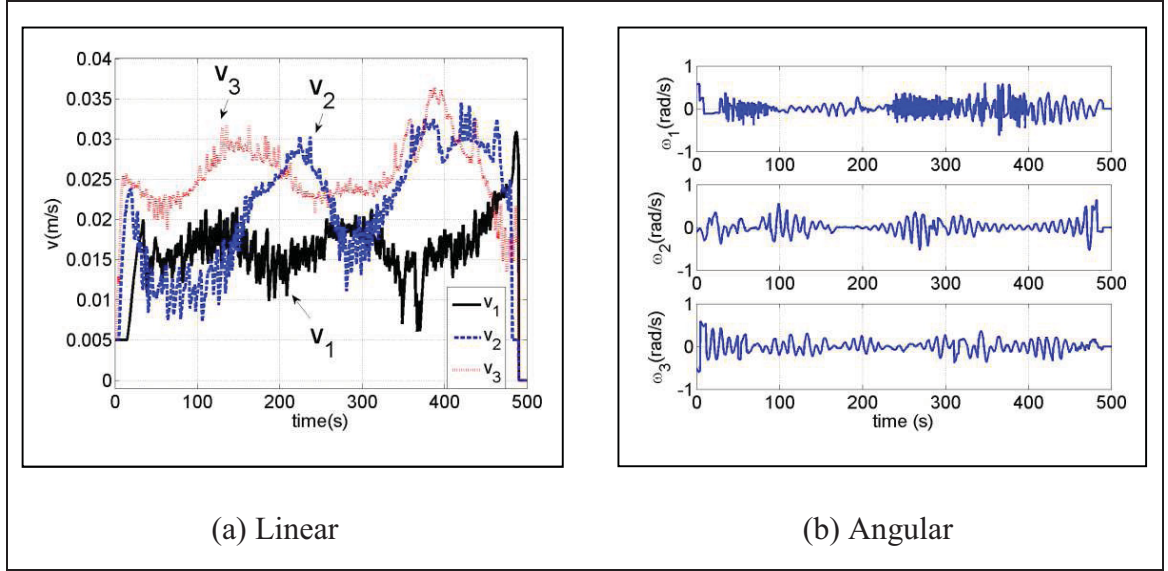 0.04
0.035
0.03
0.025
0.02
0.015
0.01
0.005
0
v(m/s)
v3
v2
v1
v1
v2
v3
0 100 200 300 400 500
time(s)
1
0
-1
ω1(rad/s)
0 100 200 300 400 500
1
0
-1
ω2(rad/s)
0 100 200 300 400 500
1
0
-1
ω3(rad/s)
0 100 200 300 400 500
time (s)
(a) Linear
(b) Angular